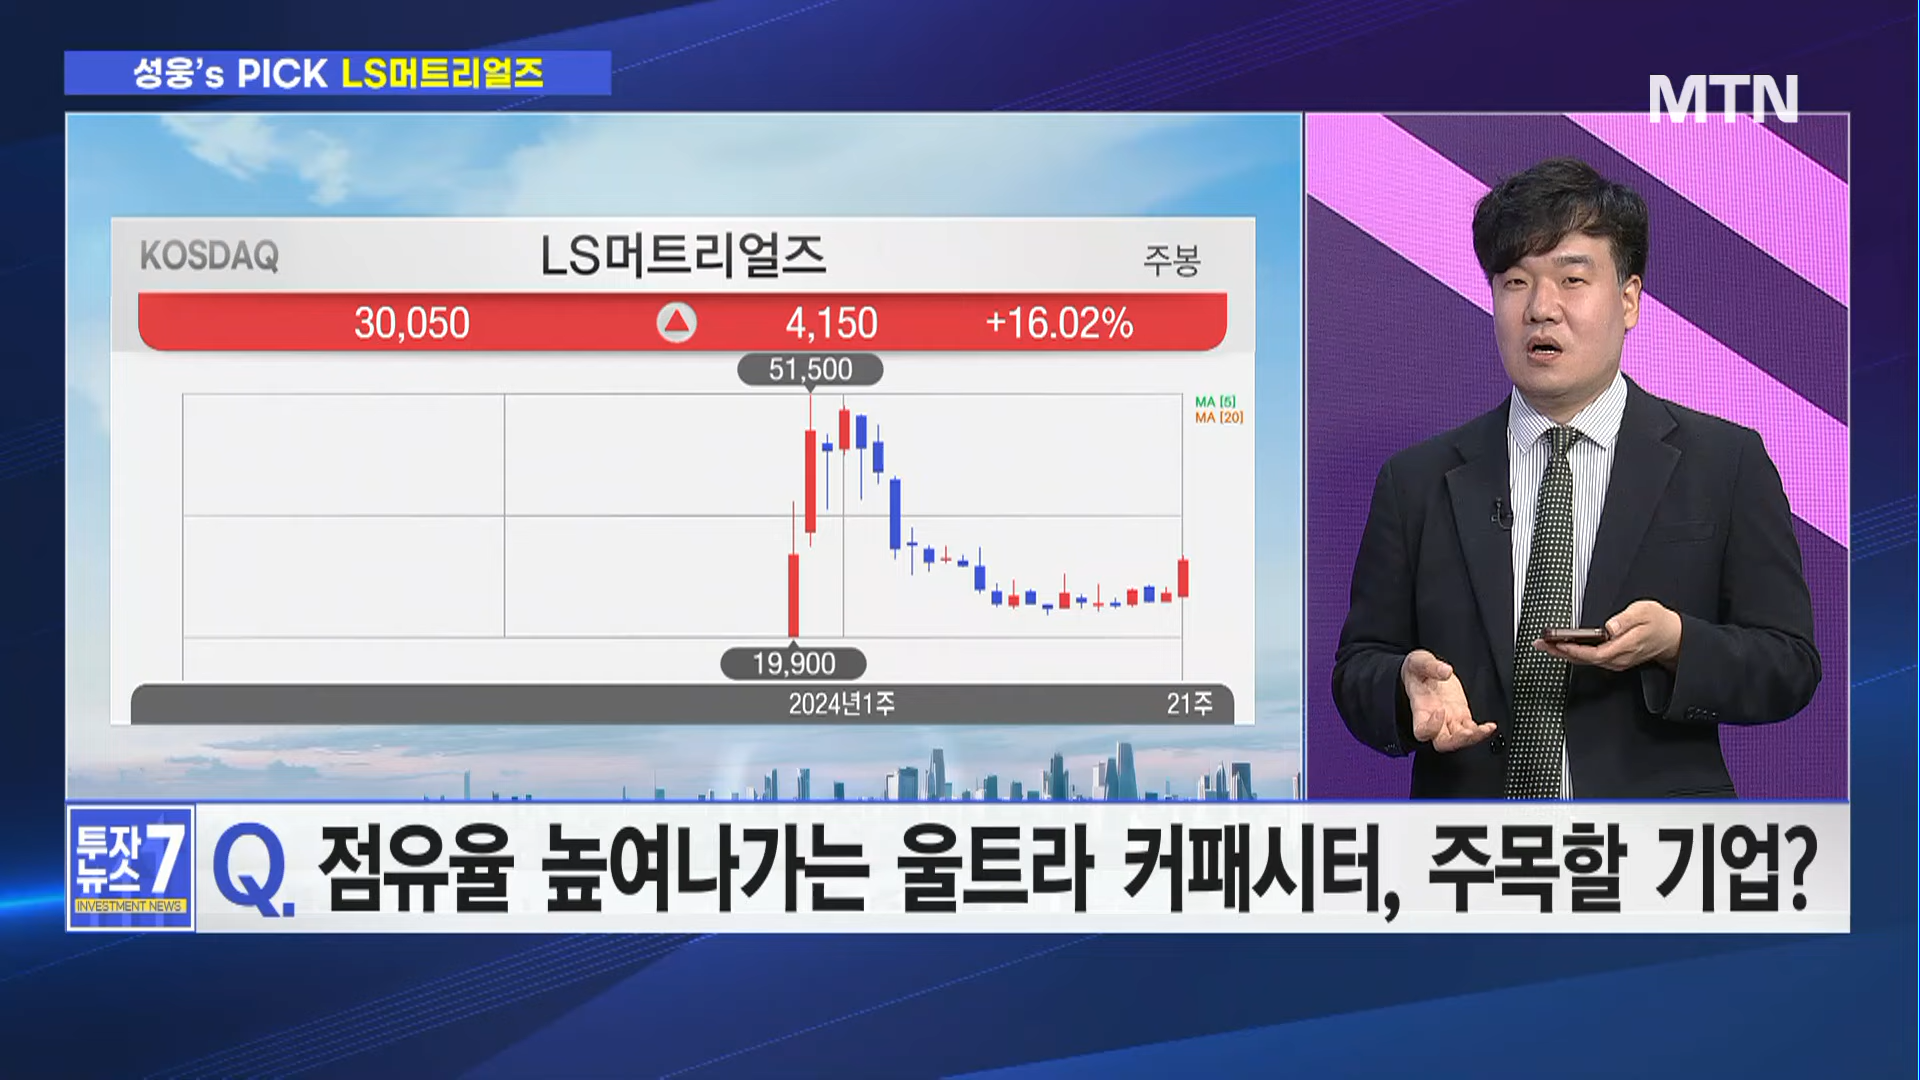 성웅's PICK LS머트리얼즈
MTN
KOSDAQ LS머트리얼즈 주봉
30,050 4,150 +16.02%
51,500
MA [5]
MA [20]
19,900
2024년1주 21주
투자뉴스7
INVESTMENT NEWS
Q. 점유율 높여나가는 울트라 커패시터, 주목할 기업?